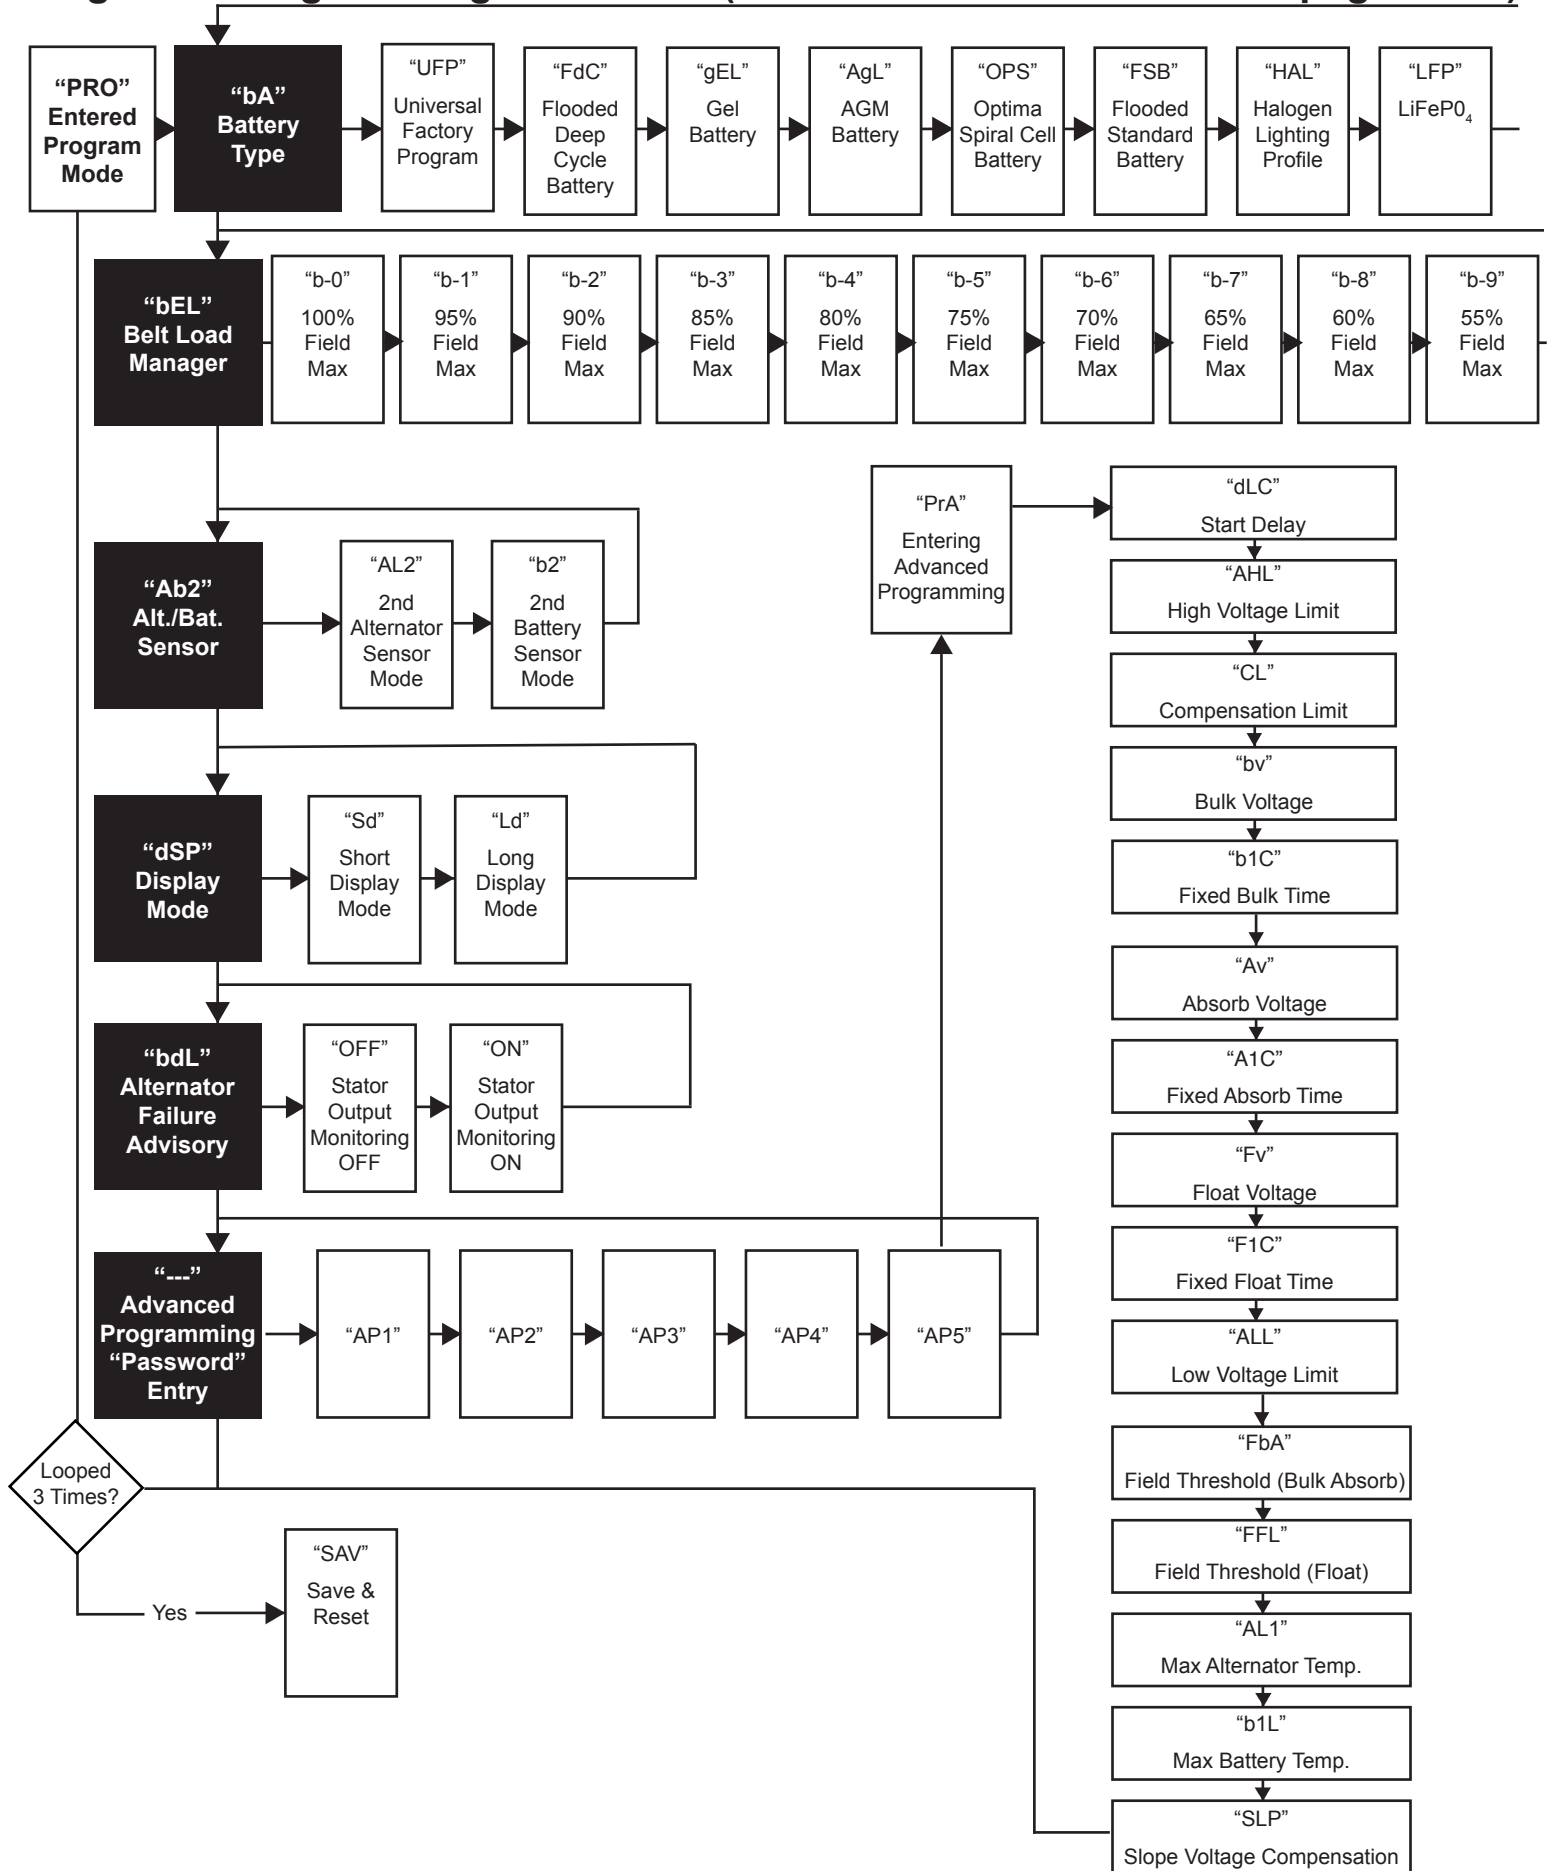 “PRO”
Entered
Program
Mode
“bA”
Battery
Type
“UFP”
Universal
Factory
Program
“FdC”
Flooded
Deep
Cycle
Battery
“gEL”
Gel
Battery
“AgL”
AGM
Battery
“OPS”
Optima
Spiral Cell
Battery
“FSB”
Flooded
Standard
Battery
“HAL”
Halogen
Lighting
Profile
“LFP”
LiFeP0₄
“bEL”
Belt Load
Manager
“b-0”
100%
Field
Max
“b-1”
95%
Field
Max
“b-2”
90%
Field
Max
“b-3”
85%
Field
Max
“b-4”
80%
Field
Max
“b-5”
75%
Field
Max
“b-6”
70%
Field
Max
“b-7”
65%
Field
Max
“b-8”
60%
Field
Max
“b-9”
55%
Field
Max
“Ab2”
Alt./Bat.
Sensor
“AL2”
2nd
Alternator
Sensor
Mode
“b2”
2nd
Battery
Sensor
Mode
“dSP”
Display
Mode
“Sd”
Short
Display
Mode
“Ld”
Long
Display
Mode
“bdL”
Alternator
Failure
Advisory
“OFF”
Stator
Output
Monitoring
OFF
“ON”
Stator
Output
Monitoring
ON
“---”
Advanced
Programming
“Password”
Entry
“AP1”
“AP2”
“AP3”
“AP4”
“AP5”
Looped
3 Times?
Yes
“SAV”
Save &
Reset
“PrA”
Entering
Advanced
Programming
“dLC”
Start Delay
“AHL”
High Voltage Limit
“CL”
Compensation Limit
“bv”
Bulk Voltage
“b1C”
Fixed Bulk Time
“Av”
Absorb Voltage
“A1C”
Fixed Absorb Time
“Fv”
Float Voltage
“F1C”
Fixed Float Time
“ALL”
Low Voltage Limit
“FbA”
Field Threshold (Bulk Absorb)
“FFL”
Field Threshold (Float)
“AL1”
Max Alternator Temp.
“b1L”
Max Battery Temp.
“SLP”
Slope Voltage Compensation